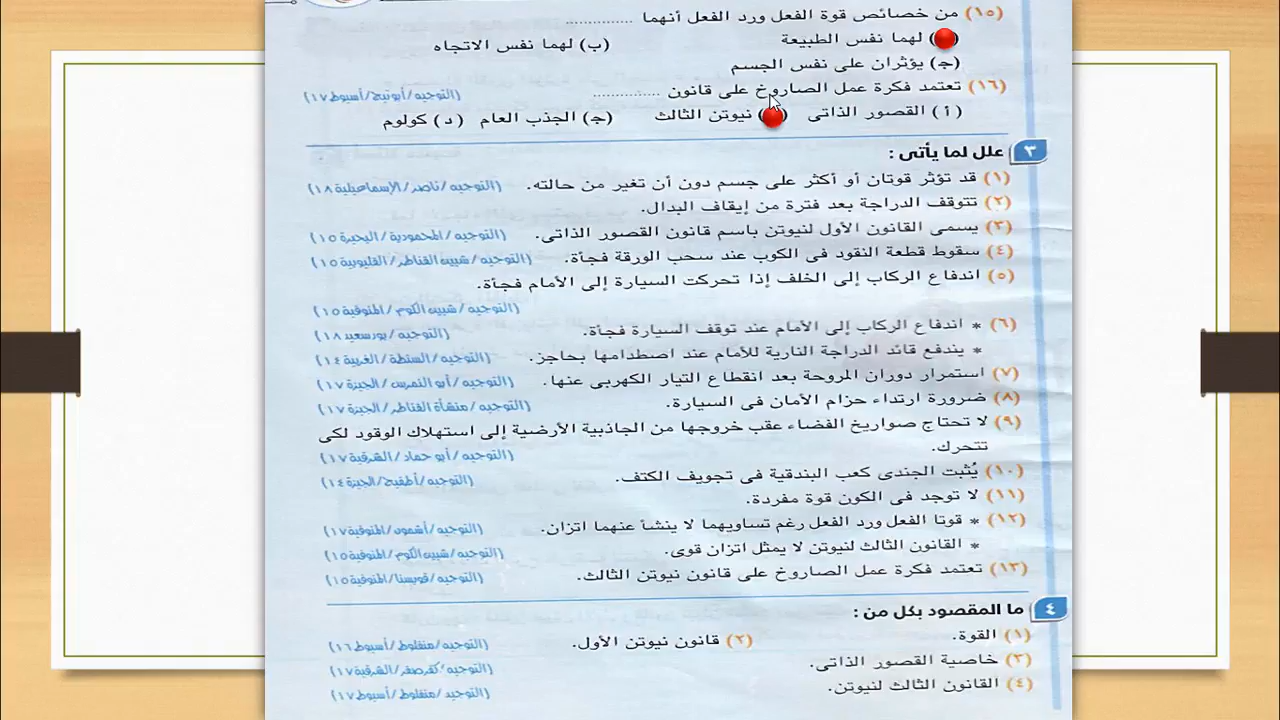 (١٥) من خصائص قوة الفعل ورد الفعل أنهما ..............
) لهما نفس الطبيعة (ب) لهما نفس الاتجاه
(جـ) يؤثران على نفس الجسم
(١٦) تعتمد فكرة عمل الصاروخ على قانون .............. (التوجيه/أبوتيج/أسيوط ١٧)
(أ) القصور الذاتى ) نيوتن الثالث (جـ) الجذب العام (د) كولوم
٣ علل لما يأتى :
(١) قد تؤثر قوتان أو أكثر على جسم دون أن تغير من حالته. (التوجيه/ناصر/الإسماعيلية ١٨)
(٢) تتوقف الدراجة بعد فترة من إيقاف البدال.
(٣) يسمى القانون الأول لنيوتن باسم قانون القصور الذاتى. (التوجيه/المحمودية/البحيرة ١٥)
(٤) سقوط قطعة النقود فى الكوب عند سحب الورقة فجأة. (التوجيه/شبين القناطر/القليوبية ١٥)
(٥) اندفاع الركاب إلى الخلف إذا تحركت السيارة إلى الأمام فجأة.
(التوجيه/شبين الكوم/المنوفية ١٥)
(٦) * اندفاع الركاب إلى الأمام عند توقف السيارة فجأة. (التوجيه/بورسعيد ١٨)
* يندفع قائد الدراجة النارية للأمام عند اصطدامها بحاجز. (التوجيه/السنطة/الغربية ١٤)
(٧) استمرار دوران المروحة بعد انقطاع التيار الكهربى عنها. (التوجيه/أبو النمرس/الجيزة ١٧)
(٨) ضرورة ارتداء حزام الأمان فى السيارة. (التوجيه/منشأة القناطر/الجيزة ١٧)
(٩) لا تحتاج صواريخ الفضاء عقب خروجها من الجاذبية الأرضية إلى استهلاك الوقود لكى
تتحرك. (التوجيه/أبو حماد/الشرقية ١٧)
(١٠) يُثبت الجندى كعب البندقية فى تجويف الكتف. (التوجيه/أطفيح/الجيزة ١٤)
(١١) لا توجد فى الكون قوة مفردة.
(١٢) * قوتا الفعل ورد الفعل رغم تساويهما لا ينشأ عنهما اتزان. (التوجيه/أشمون/المنوفية ١٧)
* القانون الثالث لنيوتن لا يمثل اتزان قوى. (التوجيه/شبين الكوم/المنوفية ١٥)
(١٣) تعتمد فكرة عمل الصاروخ على قانون نيوتن الثالث. (التوجيه/قويسنا/المنوفية ١٥)
٤ ما المقصود بكل من :
(١) القوة. (٢) قانون نيوتن الأول. (التوجيه/منفلوط/أسيوط ١٦)
(٣) خاصية القصور الذاتى. (التوجيه/كفر صقر/الشرقية ١٧)
(٤) القانون الثالث لنيوتن. (التوجيه/منفلوط/أسيوط ١٧)